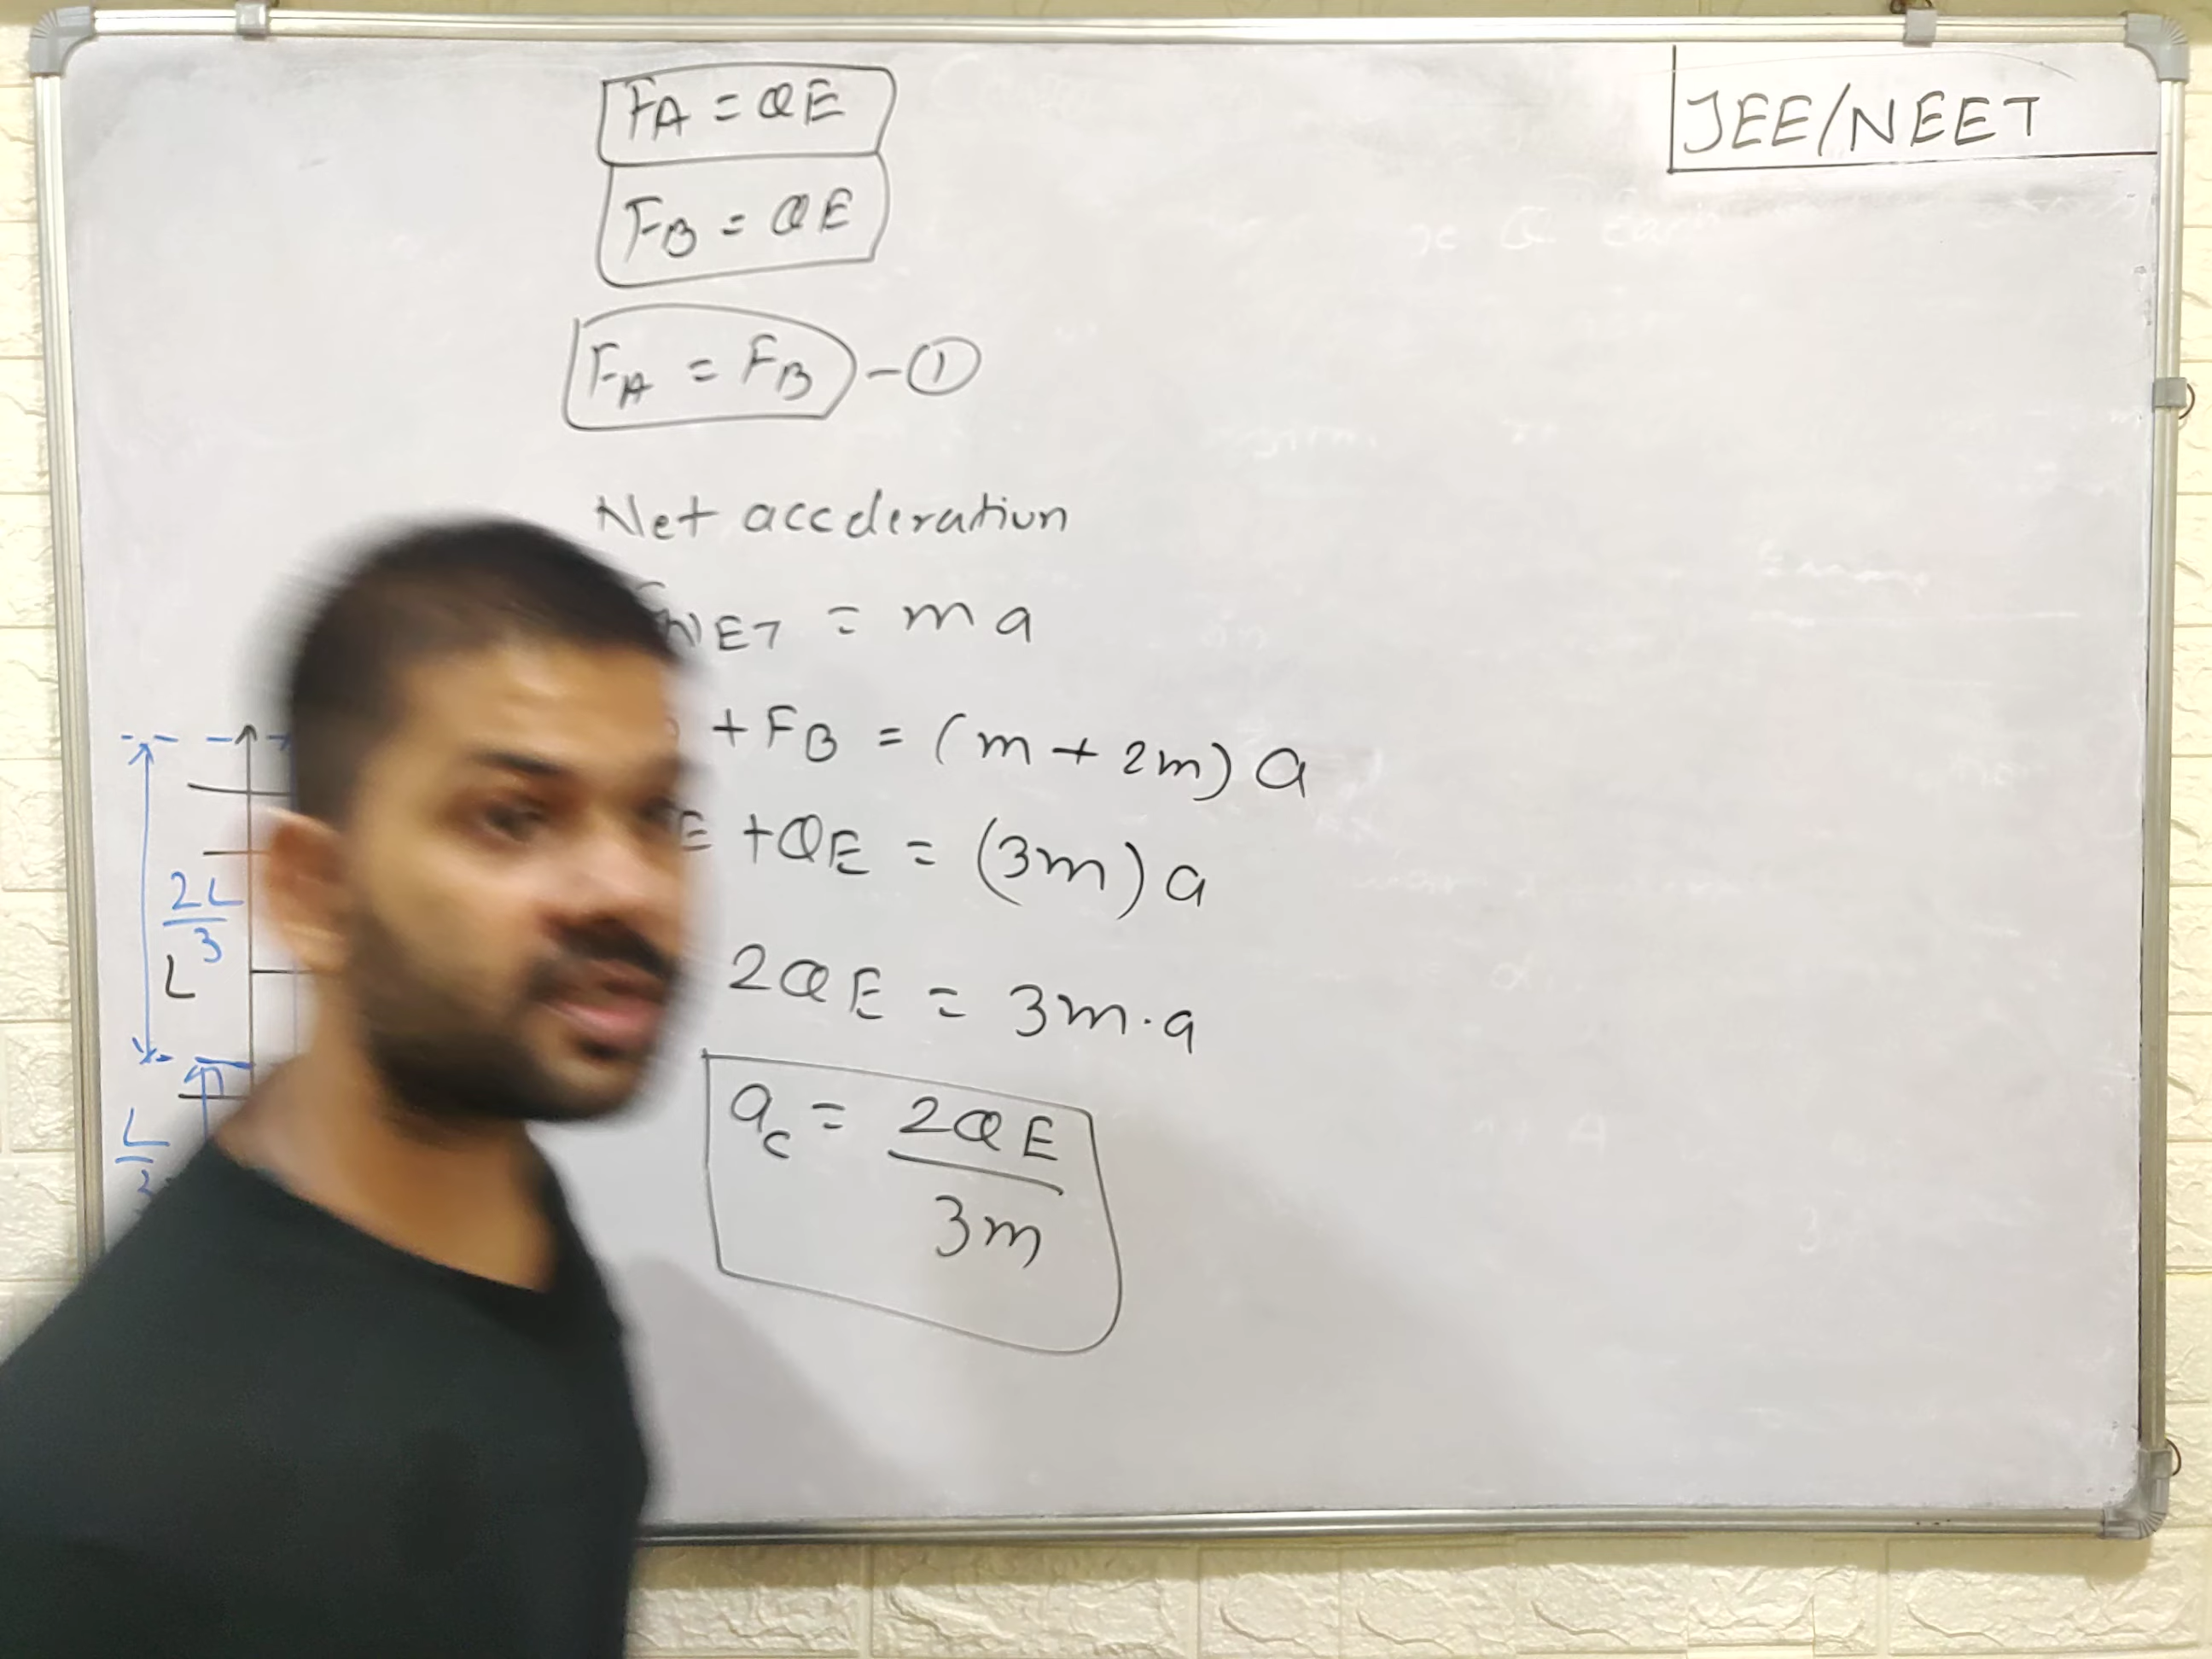 JEE/NEET
FA = QE
FB = QE
FA = FB - ①
Net acceleration
NET = ma
+ FB = (m + 2m) a
E + QE = (3m) a
2QE = 3m.a
ac = 2QE
3m
2L
3
L
L
2